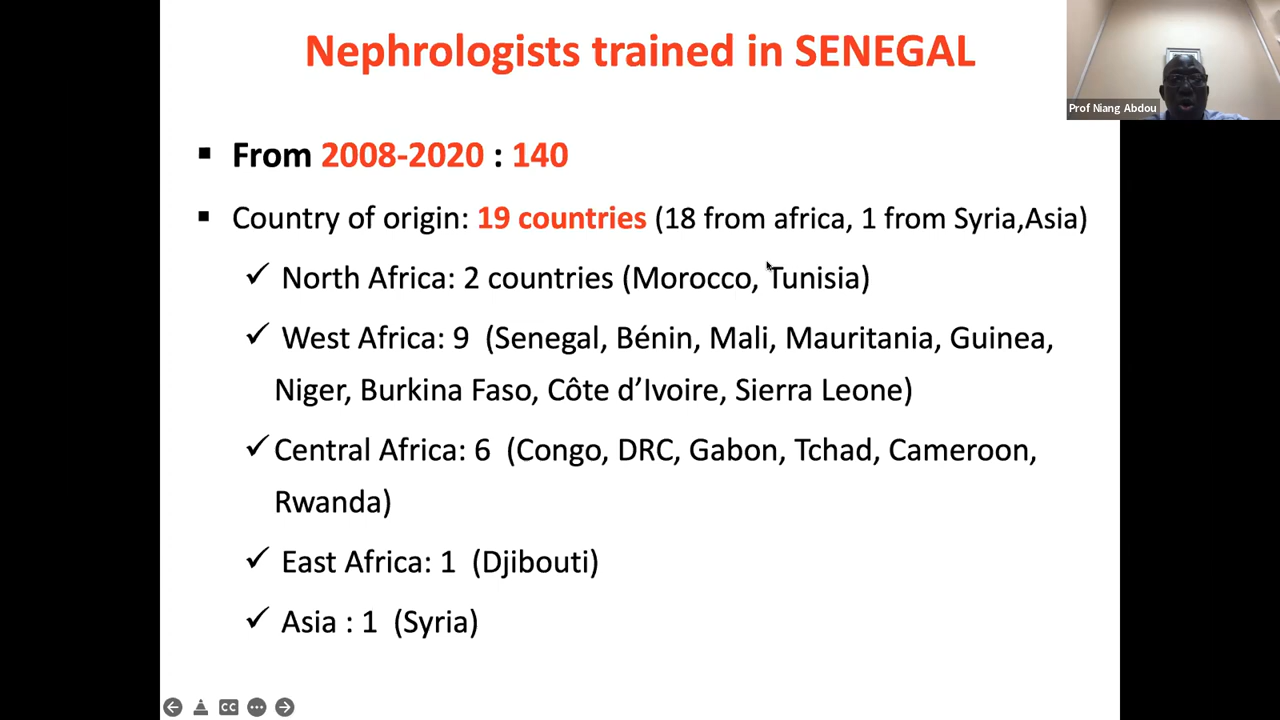 Nephrologists trained in SENEGAL
Prof Niang Abdou
▪ From 2008-2020 : 140
▪ Country of origin: 19 countries (18 from africa, 1 from Syria,Asia)
✓ North Africa: 2 countries (Morocco, Tunisia)
✓ West Africa: 9 (Senegal, Bénin, Mali, Mauritania, Guinea,
Niger, Burkina Faso, Côte d’Ivoire, Sierra Leone)
✓ Central Africa: 6 (Congo, DRC, Gabon, Tchad, Cameroon,
Rwanda)
✓ East Africa: 1 (Djibouti)
✓ Asia : 1 (Syria)
CC